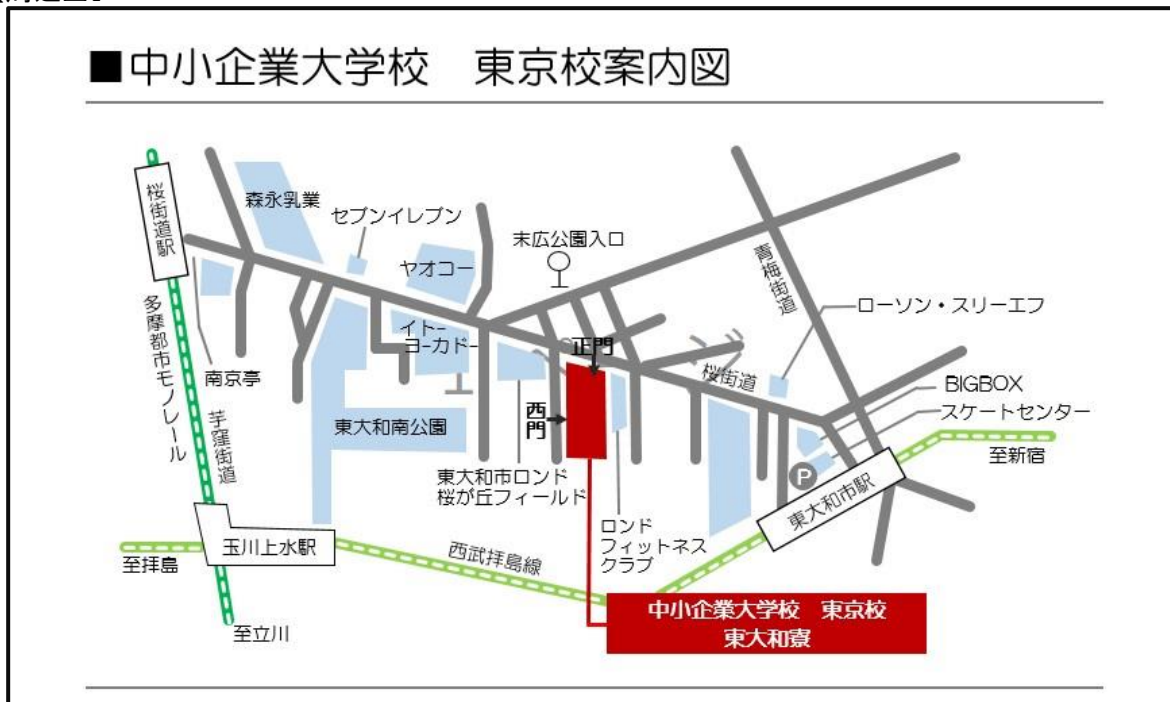 ■中小企業大学校　東京校案内図
桜街道駅
森永乳業
セブンイレブン
ヤオコー
末広公園入口
青梅街道
ローソン・スリーエフ
多摩都市モノレール
南京亭
イトー
ヨーカドー
正門
桜街道
BIGBOX
スケートセンター
西門
芋窪街道
東大和南公園
至新宿
東大和市ロンド
桜が丘フィールド
P
東大和市駅
ロンド
フィットネス
クラブ
玉川上水駅
西武拝島線
至拝島
中小企業大学校　東京校
東大和寮
至立川